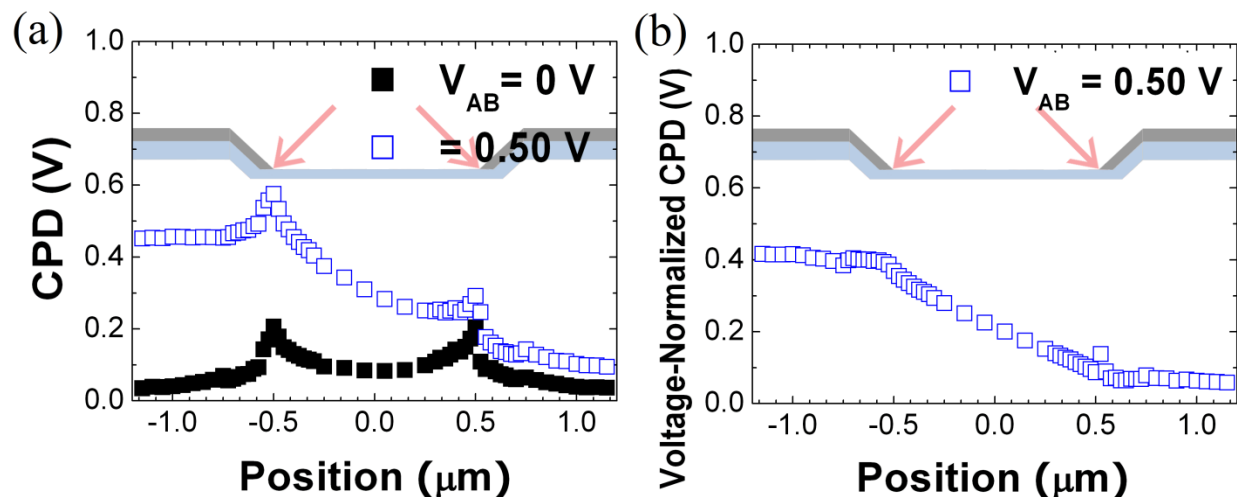 (a)
1.0
0.8
0.6
0.4
0.2
0.0
CPD (V)
V_AB = 0 V
= 0.50 V
-1.0 -0.5 0.0 0.5 1.0
Position (μm)
(b)
1.0
0.8
0.6
0.4
0.2
0.0
Voltage-Normalized CPD (V)
V_AB = 0.50 V
-1.0 -0.5 0.0 0.5 1.0
Position (μm)